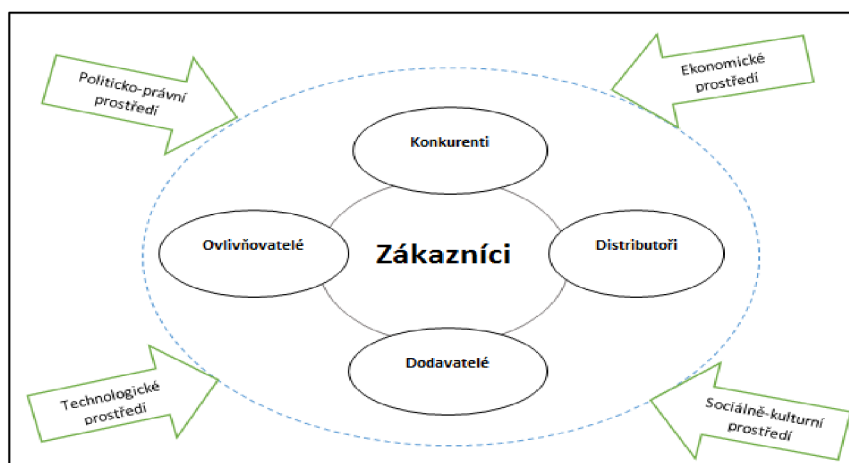 Politicko-právní
prostředí
Ekonomické
prostředí
Konkurenti
Ovlivňovatelé
Zákazníci
Distributoři
Dodavatelé
Technologické
prostředí
Sociálně-kulturní
prostředí